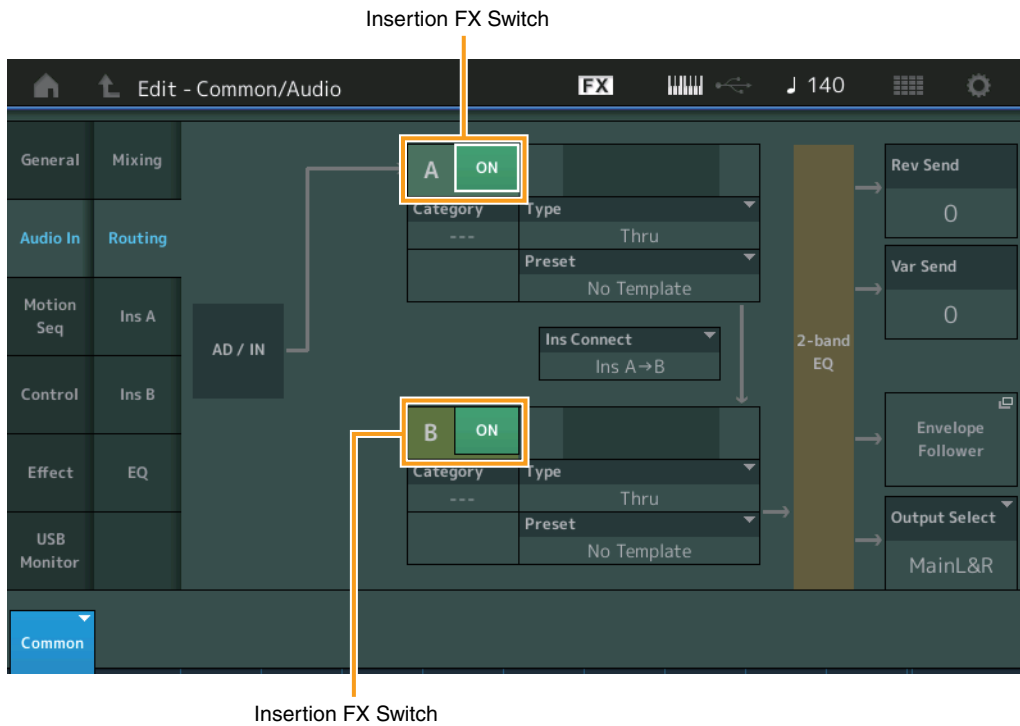 Insertion FX Switch
Edit - Common/Audio
FX
♩ 140
General
Mixing
A
ON
Category
---
Type
Thru
Preset
No Template
Rev Send
0
Audio In
Routing
Var Send
0
Motion
Seq
Ins A
AD / IN
Ins Connect
Ins A→B
2-band
EQ
Control
Ins B
B
ON
Category
---
Type
Thru
Preset
No Template
Envelope
Follower
Effect
EQ
Output Select
MainL&R
USB
Monitor
Common
Insertion FX Switch